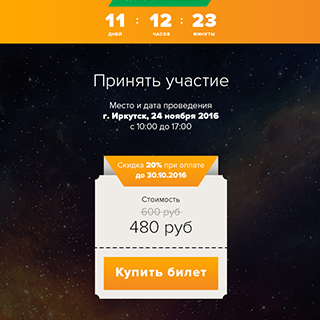 11 : 12 : 23
ДНЕЙ ЧАСОВ МИНУТЫ
Принять участие
Место и дата проведения
г. Иркутск, 24 ноября 2016
с 10:00 до 17:00
Скидка 20% при оплате
до 30.10.2016
Стоимость
600 руб
480 руб
Купить билет